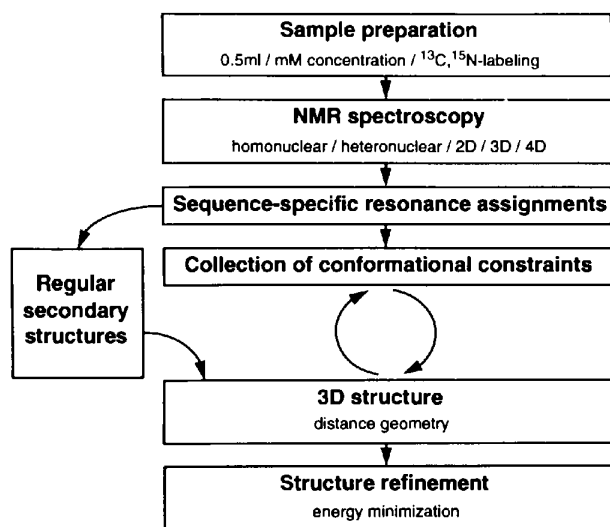 Sample preparation
0.5ml / mM concentration / ¹³C,¹⁵N-labeling
NMR spectroscopy
homonuclear / heteronuclear / 2D / 3D / 4D
Sequence-specific resonance assignments
Collection of conformational constraints
Regular
secondary
structures
3D structure
distance geometry
Structure refinement
energy minimization